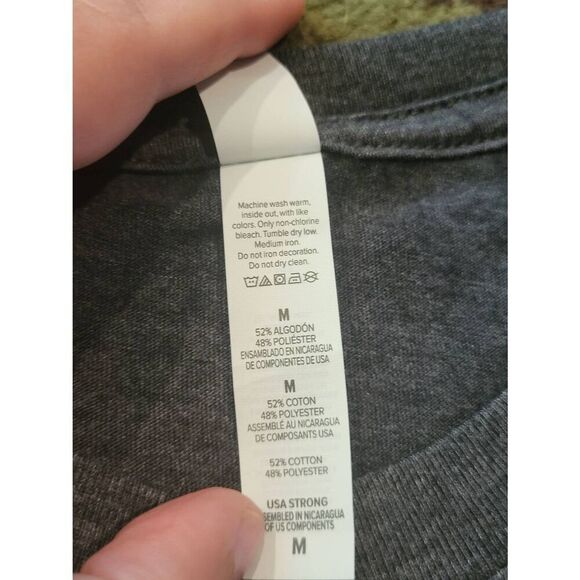 Machine wash warm,
inside out, with like
colors. Only non-chlorine
bleach. Tumble dry low.
Medium iron.
Do not iron decoration.
Do not dry clean.
M
52% ALGODÓN
48% POLIÉSTER
ENSAMBLADO EN NICARAGUA
DE COMPONENTES DE USA
M
52% COTON
48% POLYESTER
ASSEMBLÉ AU NICARAGUA
DE COMPOSANTS USA
52% COTTON
48% POLYESTER
USA STRONG
SEMBLED IN NICARAGUA
OF US COMPONENTS
M